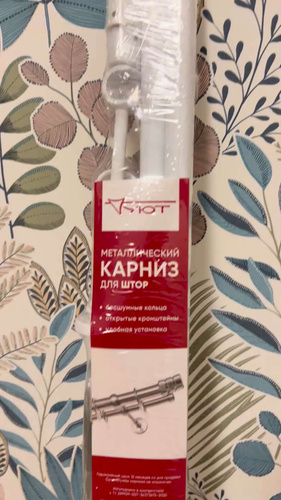 УЮТ
МЕТАЛЛИЧЕСКИЙ
КАРНИЗ
ДЛЯ ШТОР
• бесшумные кольца
• открытые кронштейны
• удобная установка